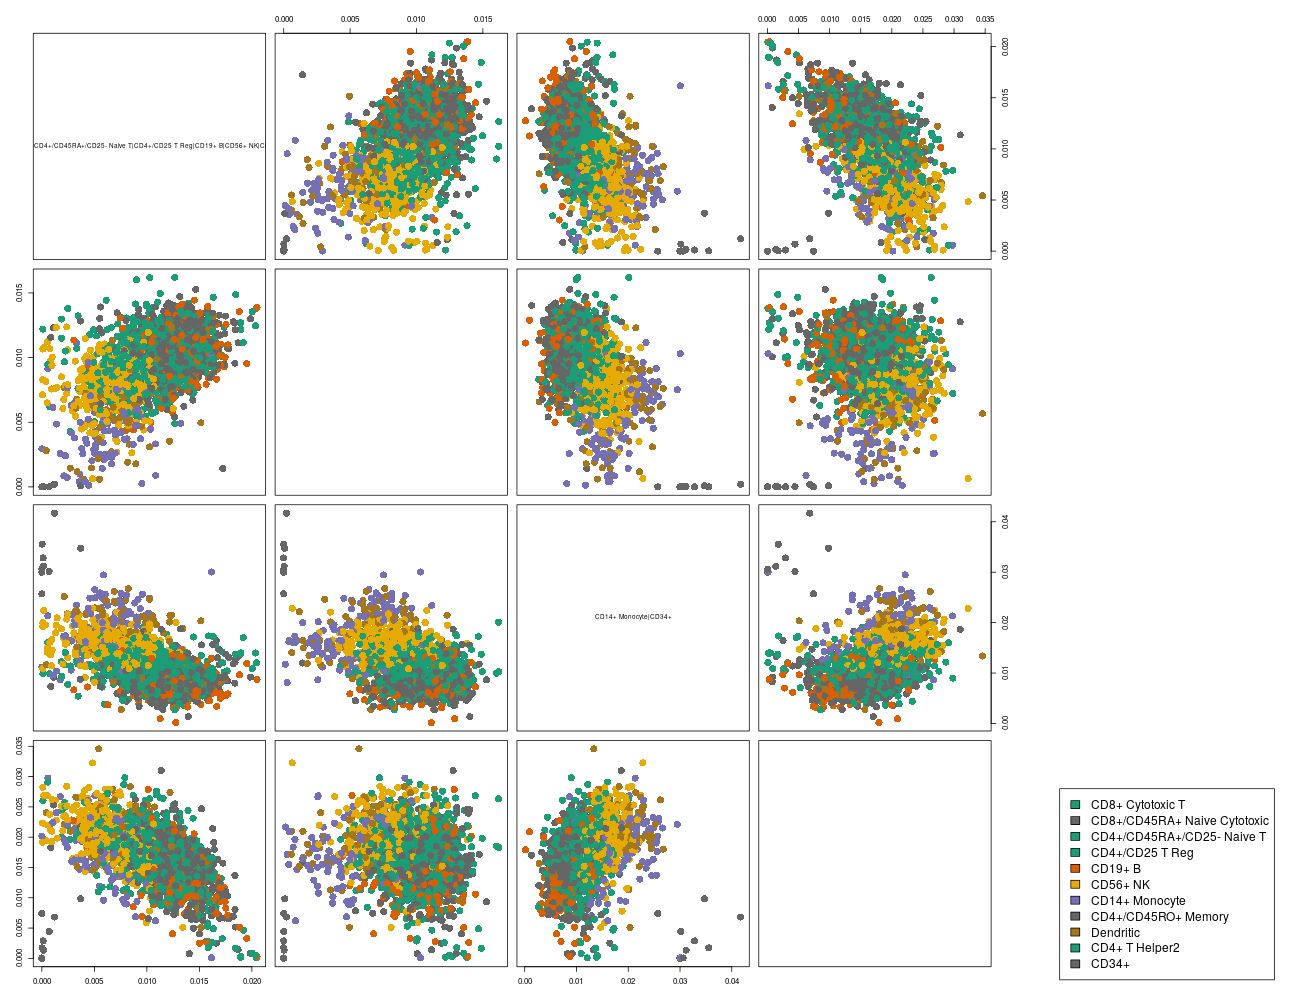 0.000 0.005 0.010 0.015
0.000 0.005 0.010 0.015 0.020 0.025 0.030 0.035
CD4+/CD45RA+/CD25- Naive T|CD4+/CD25 T Reg|CD19+ B|CD56+ NK|C
0.000 0.005 0.010 0.015 0.020
0.000 0.005 0.010 0.015
CD14+ Monocyte|CD34+
0.00 0.01 0.02 0.03 0.04
0.000 0.005 0.010 0.015 0.020 0.025 0.030 0.035
0.000 0.005 0.010 0.015 0.020
0.00 0.01 0.02 0.03 0.04
CD8+ Cytotoxic T
CD8+/CD45RA+ Naive Cytotoxic
CD4+/CD45RA+/CD25- Naive T
CD4+/CD25 T Reg
CD19+ B
CD56+ NK
CD14+ Monocyte
CD4+/CD45RO+ Memory
Dendritic
CD4+ T Helper2
CD34+